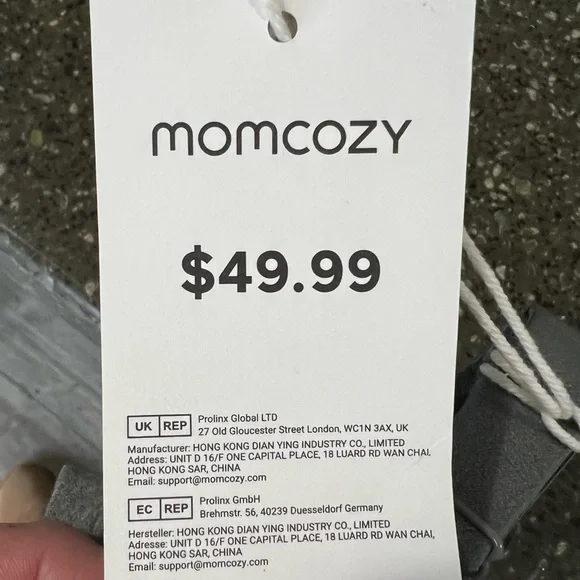 momcozy
$49.99
UK REP Prolinx Global LTD
27 Old Gloucester Street London, WC1N 3AX, UK
Manufacturer: HONG KONG DIAN YING INDUSTRY CO., LIMITED
Address: UNIT D 16/F ONE CAPITAL PLACE, 18 LUARD RD WAN CHAI,
HONG KONG SAR, CHINA
Email: support@momcozy.com
EC REP Prolinx GmbH
Brehmstr. 56, 40239 Duesseldorf Germany
Hersteller: HONG KONG DIAN YING INDUSTRY CO., LIMITED
Adresse: UNIT D 16/F ONE CAPITAL PLACE, 18 LUARD RD WAN CHAI,
HONG KONG SAR, CHINA
Email: support@momcozy.com